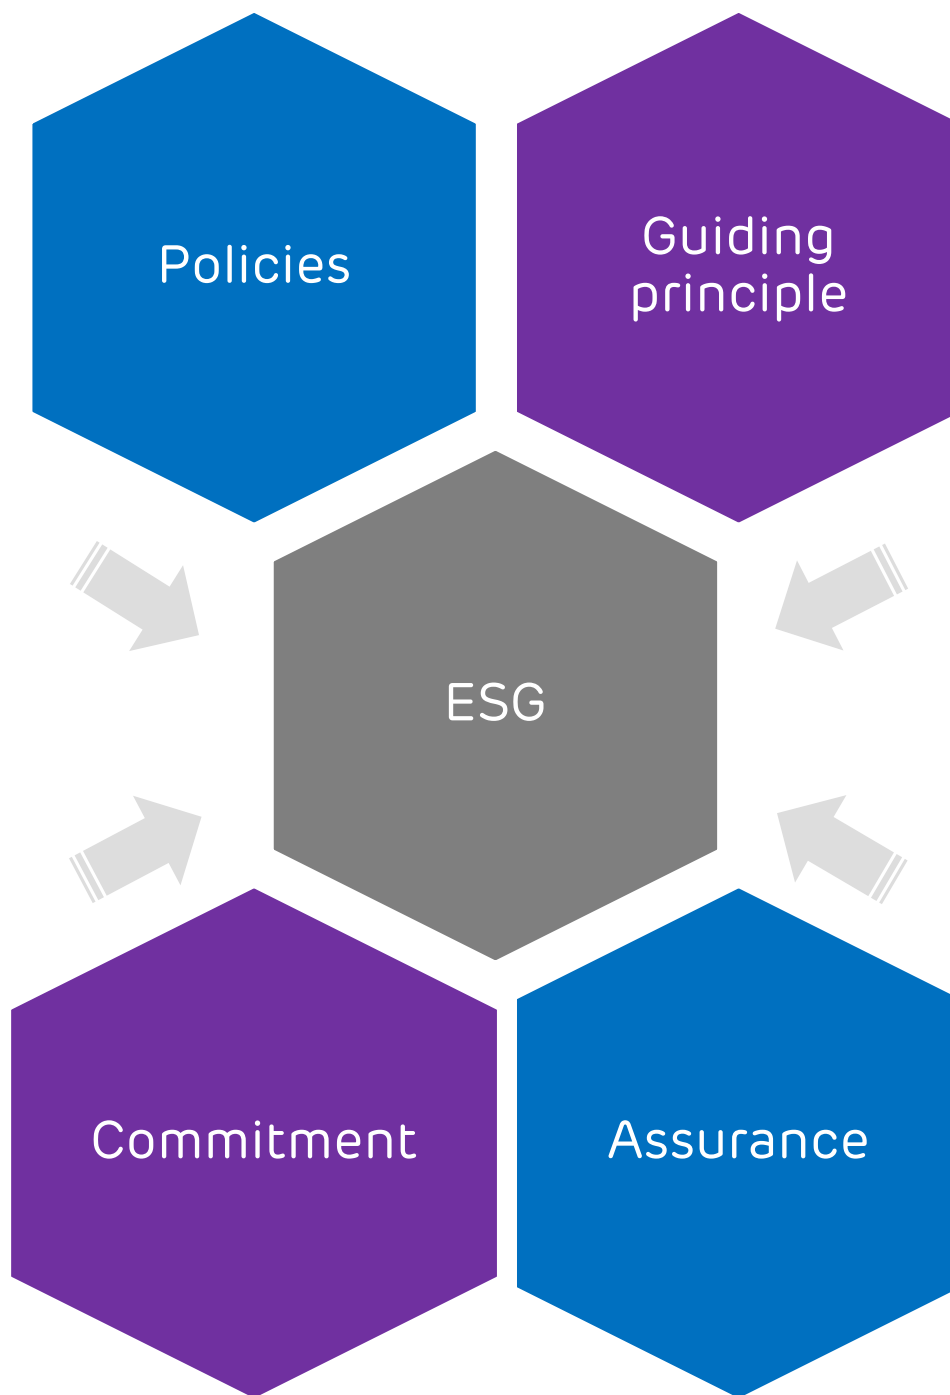 Policies
Guiding
principle
ESG
Commitment
Assurance